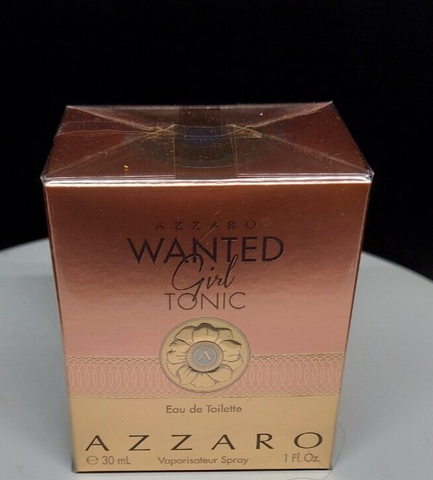 AZZARO
WANTED
Girl
TONIC
A
Eau de Toilette
AZZARO
℮ 30 mL Vaporisateur Spray 1 Fl. Oz.